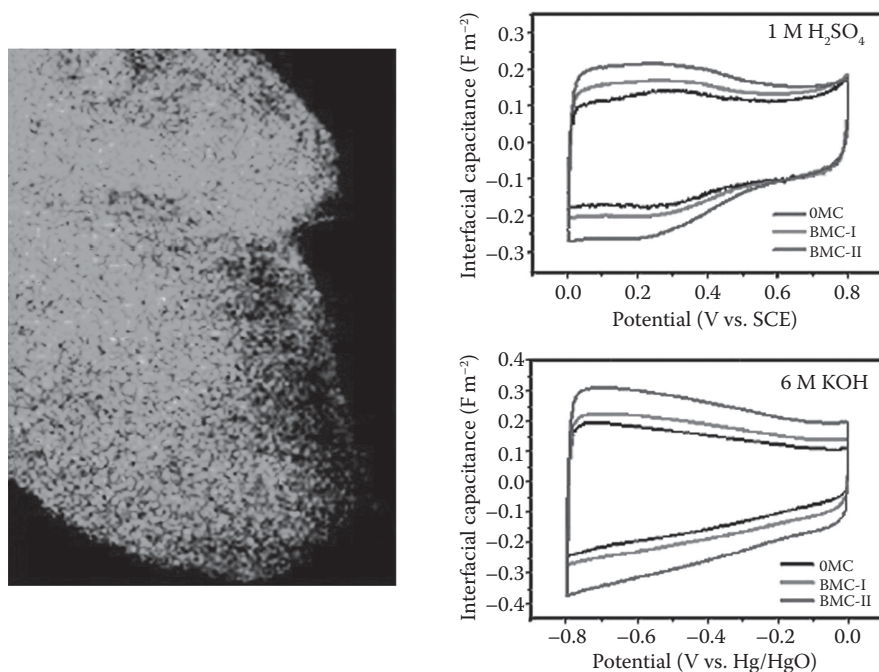 1 M H₂SO₄
Interfacial capacitance (F m⁻²)
0.3
0.2
0.1
0.0
−0.1
−0.2
−0.3
0MC
BMC-I
BMC-II
0.0 0.2 0.4 0.6 0.8
Potential (V vs. SCE)
6 M KOH
Interfacial capacitance (F m⁻²)
0.4
0.3
0.2
0.1
0.0
−0.1
−0.2
−0.3
−0.4
0MC
BMC-I
BMC-II
−0.8 −0.6 −0.4 −0.2 0.0
Potential (V vs. Hg/HgO)